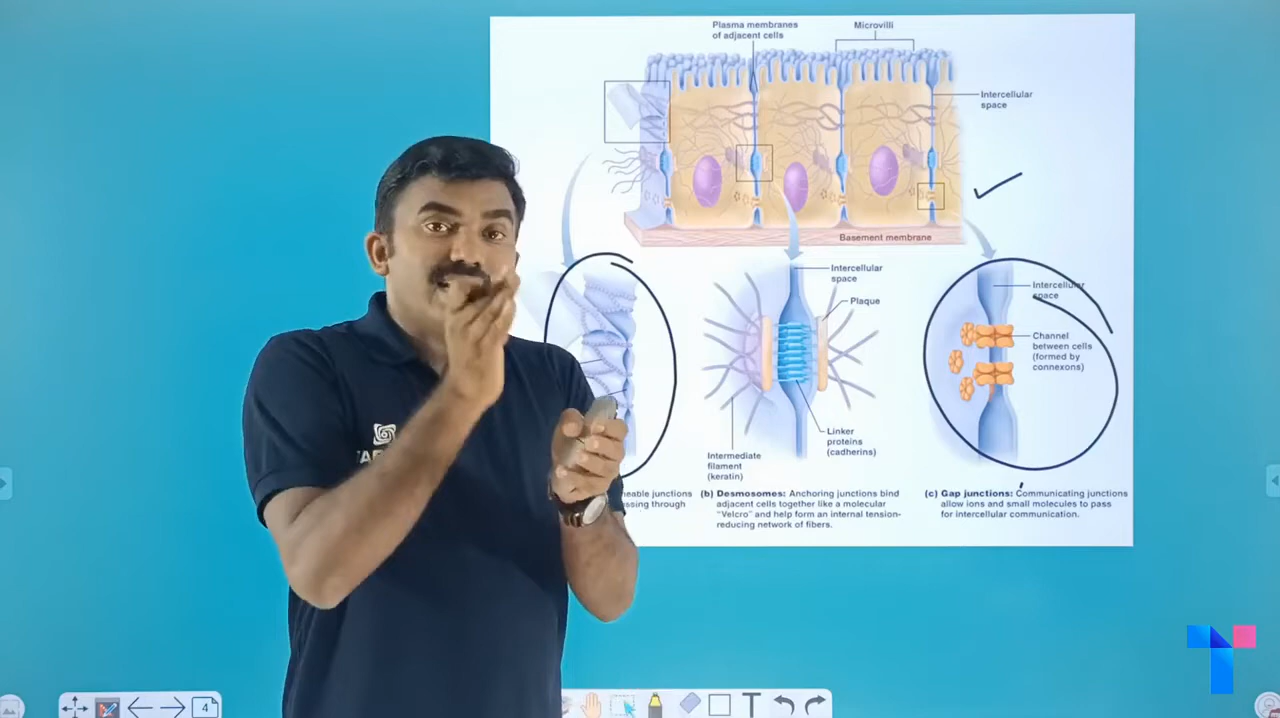 Plasma membranes
of adjacent cells
Microvilli
Intercellular
space
Basement membrane
Intercellular
space
Plaque
Linker
proteins
(cadherins)
Intermediate
filament
(keratin)
Intercellular
space
Channel
between cells
(formed by
connexons)
junctions
through
(b) Desmosomes: Anchoring junctions bind
adjacent cells together like a molecular
"Velcro" and help form an internal tension-
reducing network of fibers.
(c) Gap junctions: Communicating junctions
allow ions and small molecules to pass
for intercellular communication.
4
T